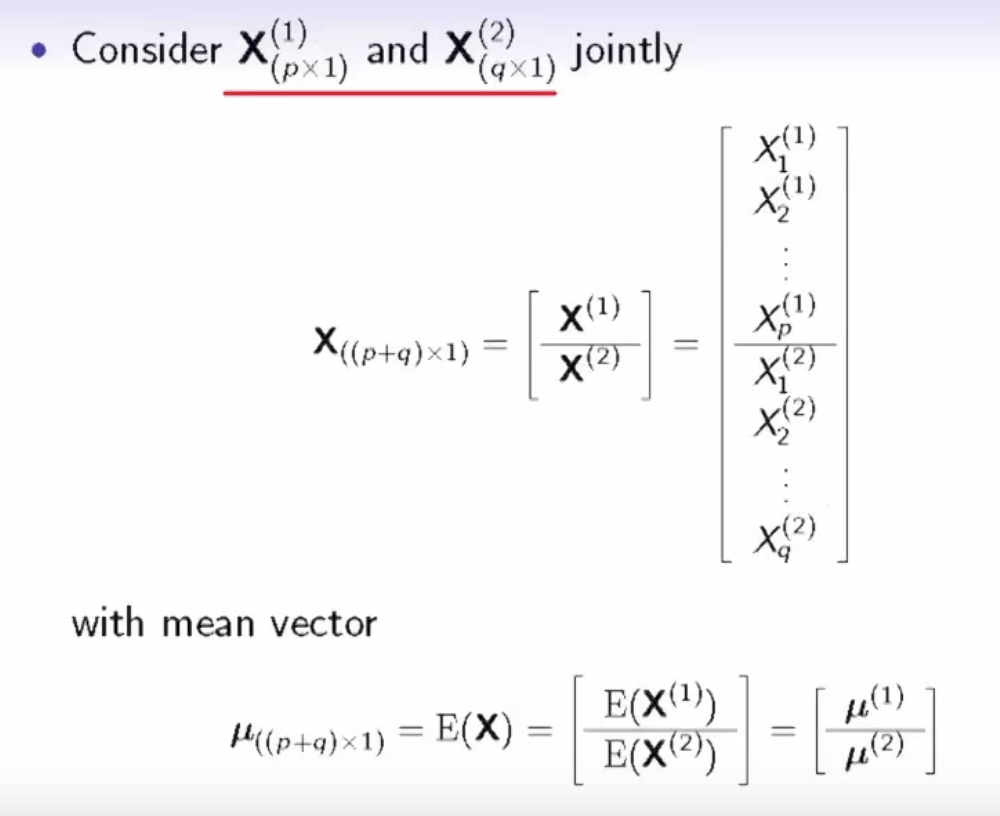 • Consider $\mathbf{X}^{(1)}_{(p\times 1)}$ and $\mathbf{X}^{(2)}_{(q\times 1)}$ jointly
$\mathbf{X}_{((p+q)\times 1)} = \left[\begin{array}{c} \mathbf{X}^{(1)} \\ \hline \mathbf{X}^{(2)} \end{array}\right] = \left[\begin{array}{c} X_1^{(1)} \\ X_2^{(1)} \\ \vdots \\ X_p^{(1)} \\ \hline X_1^{(2)} \\ X_2^{(2)} \\ \vdots \\ X_q^{(2)} \end{array}\right]$
with mean vector
$\boldsymbol{\mu}_{((p+q)\times 1)} = \mathrm{E}(\mathbf{X}) = \left[\begin{array}{c} \mathrm{E}(\mathbf{X}^{(1)}) \\ \hline \mathrm{E}(\mathbf{X}^{(2)}) \end{array}\right] = \left[\begin{array}{c} \boldsymbol{\mu}^{(1)} \\ \hline \boldsymbol{\mu}^{(2)} \end{array}\right]$